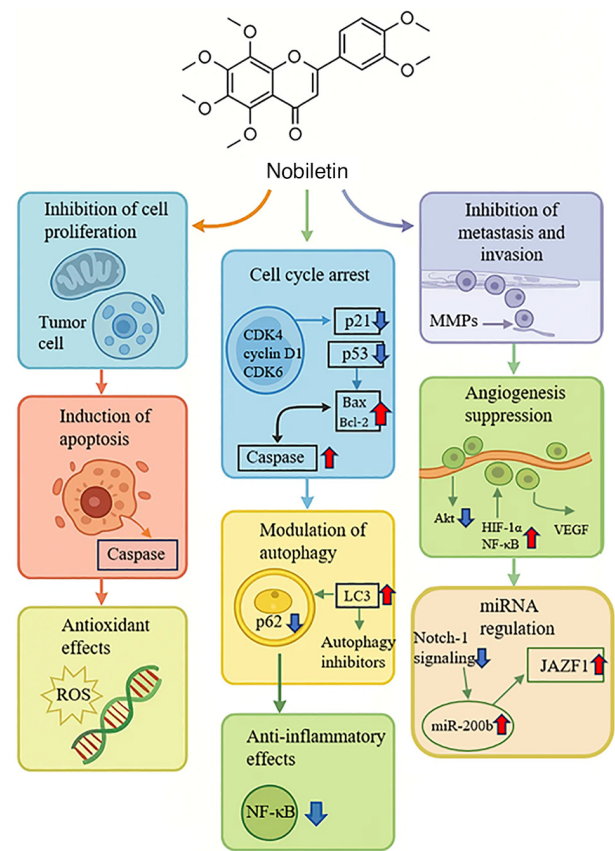 O
O
O
O
O
O
O
O
Nobiletin
Inhibition of cell
proliferation
Tumor
cell
Induction of
apoptosis
Caspase
Antioxidant
effects
ROS
Cell cycle arrest
CDK4
cyclin D1
CDK6
p21
p53
Bax
Bcl-2
Caspase
Modulation of
autophagy
p62
LC3
Autophagy
inhibitors
Anti-inflammatory
effects
NF-κB
Inhibition of
metastasis and
invasion
MMPs
Angiogenesis
suppression
Akt
HIF-1α
NF-κB
VEGF
miRNA
regulation
Notch-1
signaling
JAZF1
miR-200b